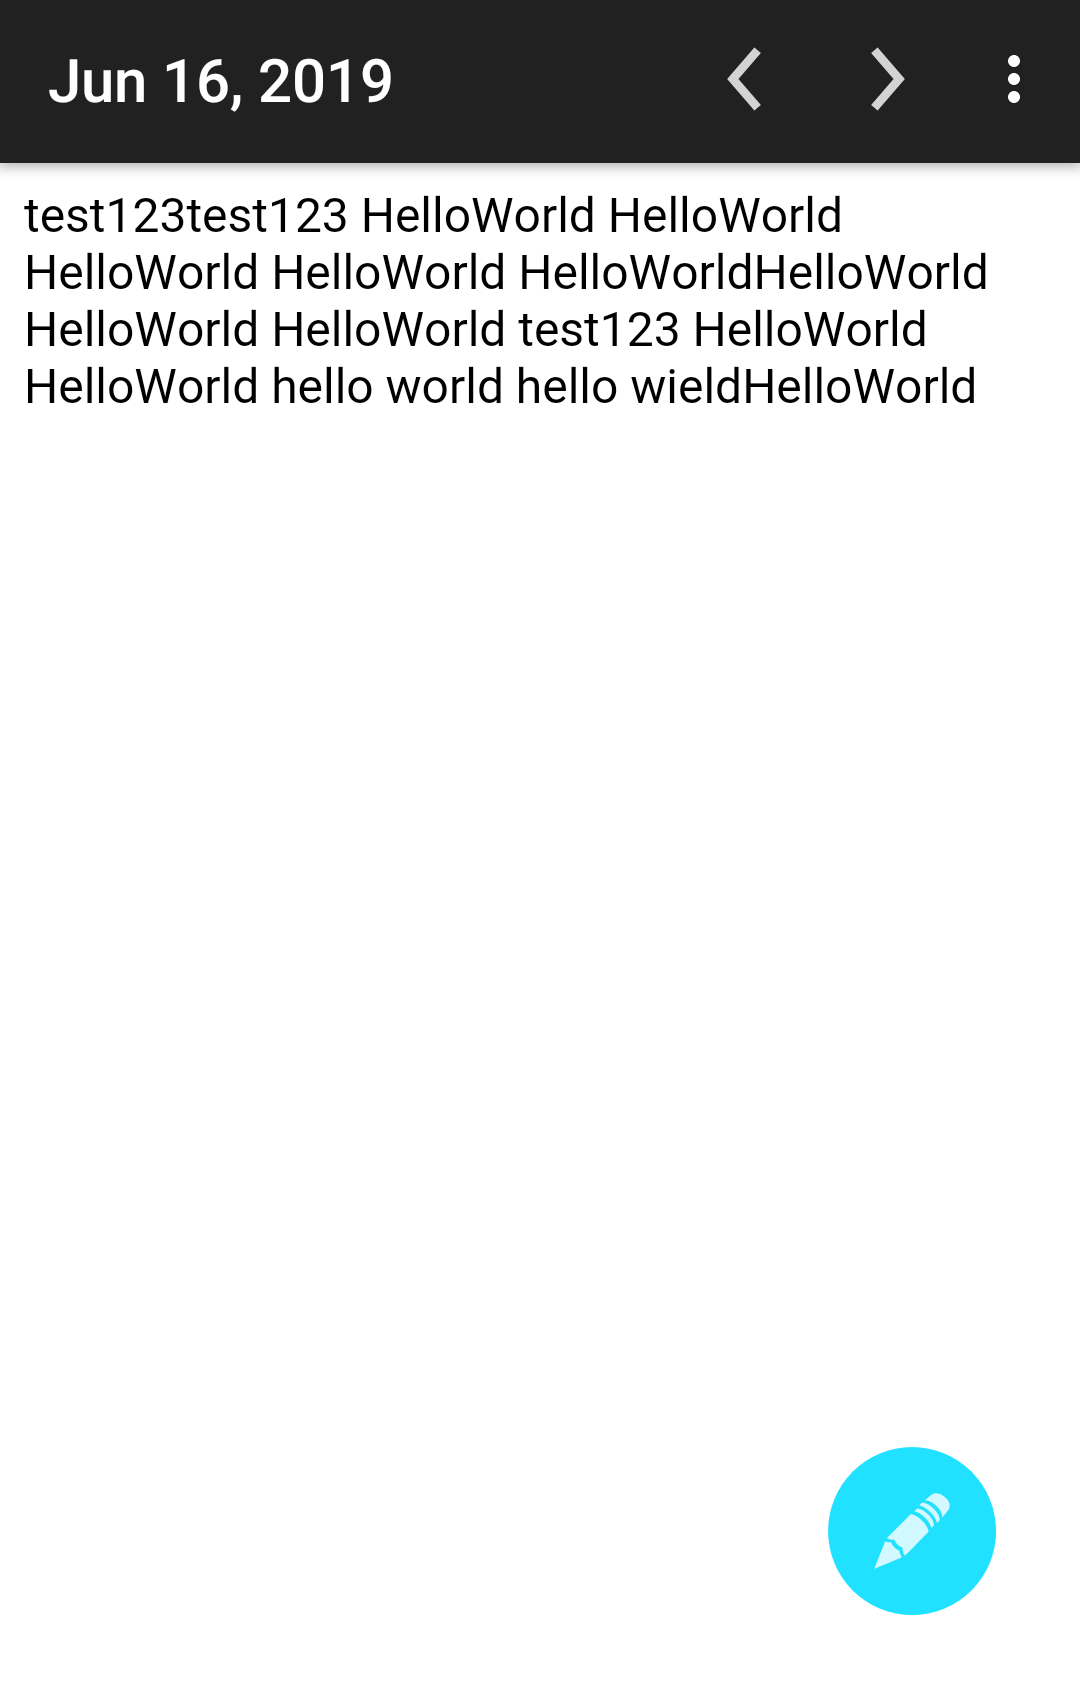 Jun 16, 2019
test123test123 HelloWorld HelloWorld
HelloWorld HelloWorld HelloWorldHelloWorld
HelloWorld HelloWorld test123 HelloWorld
HelloWorld hello world hello wieldHelloWorld